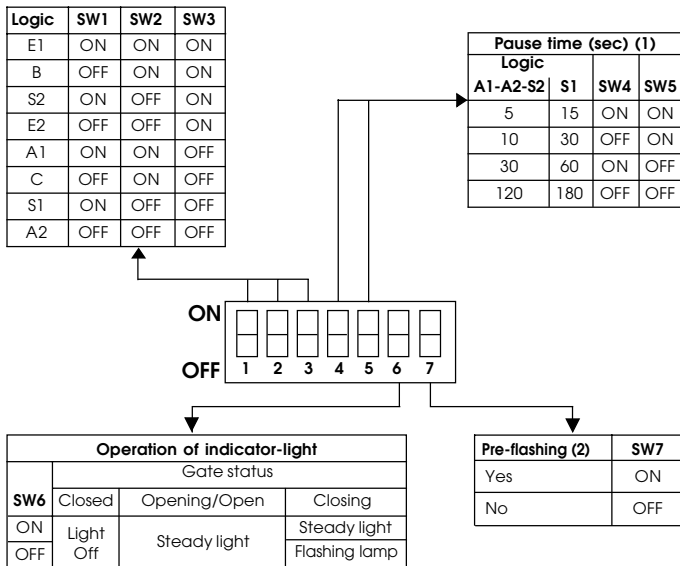 Logic SW1 SW2 SW3
E1 ON ON ON
B OFF ON ON
S2 ON OFF ON
E2 OFF OFF ON
A1 ON ON OFF
C OFF ON OFF
S1 ON OFF OFF
A2 OFF OFF OFF
Pause time (sec) (1)
Logic
A1-A2-S2 S1 SW4 SW5
5 15 ON ON
10 30 OFF ON
30 60 ON OFF
120 180 OFF OFF
ON
OFF 1 2 3 4 5 6 7
Operation of indicator-light
Gate status
SW6 Closed Opening/Open Closing
ON Light Off Steady light Steady light
OFF Flashing lamp
Pre-flashing (2) SW7
Yes ON
No OFF